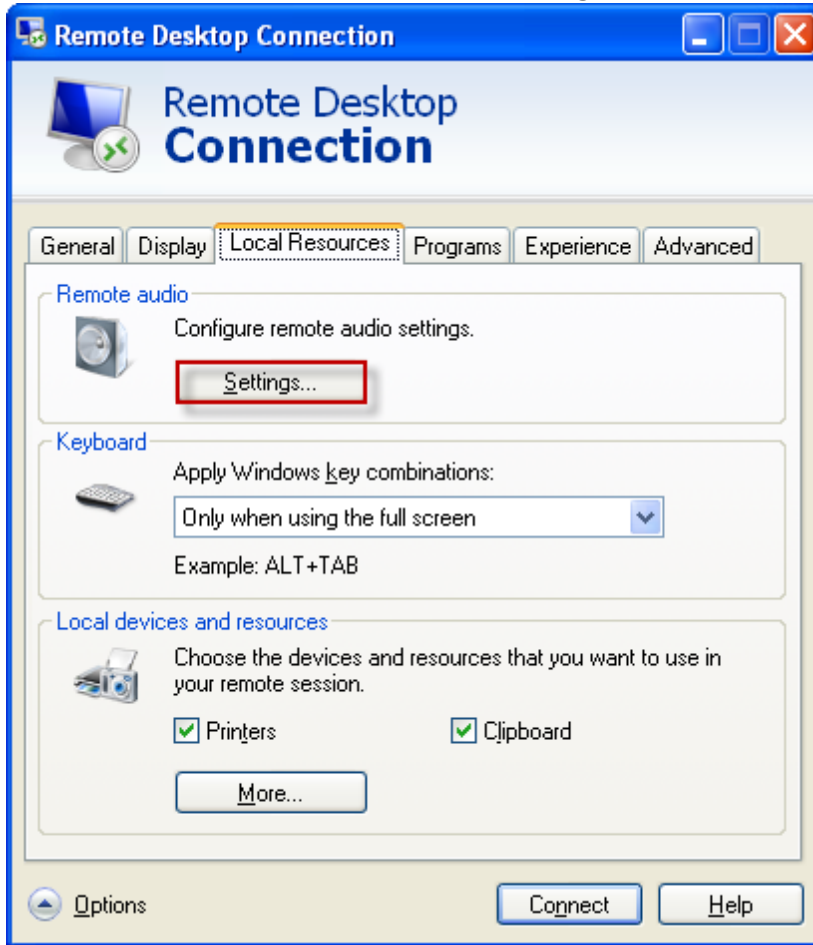 Remote Desktop Connection
Remote Desktop
Connection
General Display Local Resources Programs Experience Advanced
Remote audio
Configure remote audio settings.
Settings...
Keyboard
Apply Windows key combinations:
Only when using the full screen
Example: ALT+TAB
Local devices and resources
Choose the devices and resources that you want to use in
your remote session.
Printers Clipboard
More...
Options Connect Help